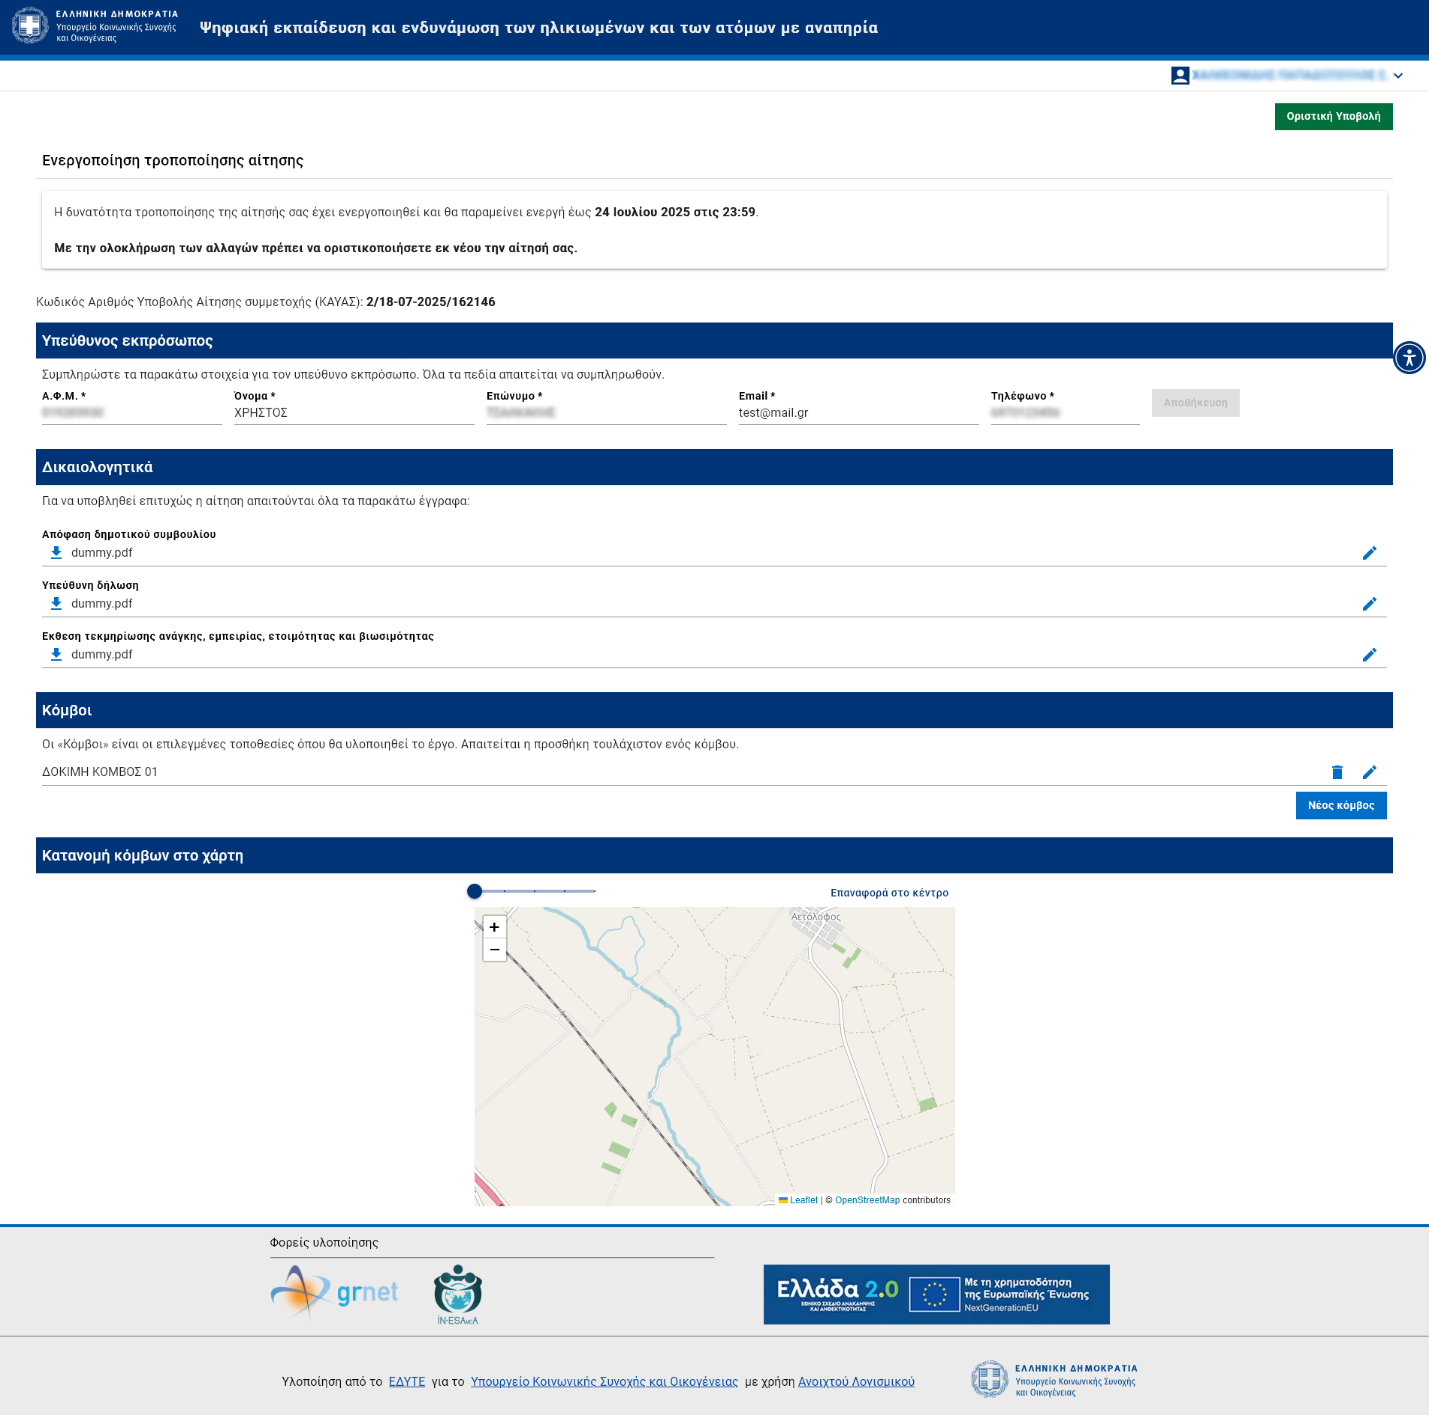 ΕΛΛΗΝΙΚΗ ΔΗΜΟΚΡΑΤΙΑ
Υπουργείο Κοινωνικής Συνοχής
και Οικογένειας
Ψηφιακή εκπαίδευση και ενδυνάμωση των ηλικιωμένων και των ατόμων με αναπηρία
Οριστική Υποβολή
Ενεργοποίηση τροποποίησης αίτησης
Η δυνατότητα τροποποίησης της αίτησής σας έχει ενεργοποιηθεί και θα παραμείνει ενεργή έως 24 Ιουλίου 2025 στις 23:59.
Με την ολοκλήρωση των αλλαγών πρέπει να οριστικοποιήσετε εκ νέου την αίτησή σας.
Κωδικός Αριθμός Υποβολής Αίτησης συμμετοχής (ΚΑΥΑΣ): 2/18-07-2025/162146
Υπεύθυνος εκπρόσωπος
Συμπληρώστε τα παρακάτω στοιχεία για τον υπεύθυνο εκπρόσωπο. Όλα τα πεδία απαιτείται να συμπληρωθούν.
Α.Φ.Μ. * Όνομα * Επώνυμο * Email * Τηλέφωνο * Αποθήκευση
ΧΡΗΣΤΟΣ test@mail.gr
Δικαιολογητικά
Για να υποβληθεί επιτυχώς η αίτηση απαιτούνται όλα τα παρακάτω έγγραφα:
Απόφαση δημοτικού συμβουλίου
dummy.pdf
Υπεύθυνη δήλωση
dummy.pdf
Εκθεση τεκμηρίωσης ανάγκης, εμπειρίας, ετοιμότητας και βιωσιμότητας
dummy.pdf
Κόμβοι
Οι «Κόμβοι» είναι οι επιλεγμένες τοποθεσίες όπου θα υλοποιηθεί το έργο. Απαιτείται η προσθήκη τουλάχιστον ενός κόμβου.
ΔΟΚΙΜΗ ΚΟΜΒΟΣ 01
Νέος κόμβος
Κατανομή κόμβων στο χάρτη
Επαναφορά στο κέντρο
+
−
Αετόλοφος
Leaflet | © OpenStreetMap contributors
Φορείς υλοποίησης
grnet
IN-ESAμεΑ
Ελλάδα 2.0
ΕΘΝΙΚΟ ΣΧΕΔΙΟ ΑΝΑΚΑΜΨΗΣ
ΚΑΙ ΑΝΘΕΚΤΙΚΟΤΗΤΑΣ
Με τη χρηματοδότηση
της Ευρωπαϊκής Ένωσης
NextGenerationEU
Υλοποίηση από το ΕΔΥΤΕ για το Υπουργείο Κοινωνικής Συνοχής και Οικογένειας με χρήση Ανοιχτού Λογισμικού
ΕΛΛΗΝΙΚΗ ΔΗΜΟΚΡΑΤΙΑ
Υπουργείο Κοινωνικής Συνοχής
και Οικογένειας